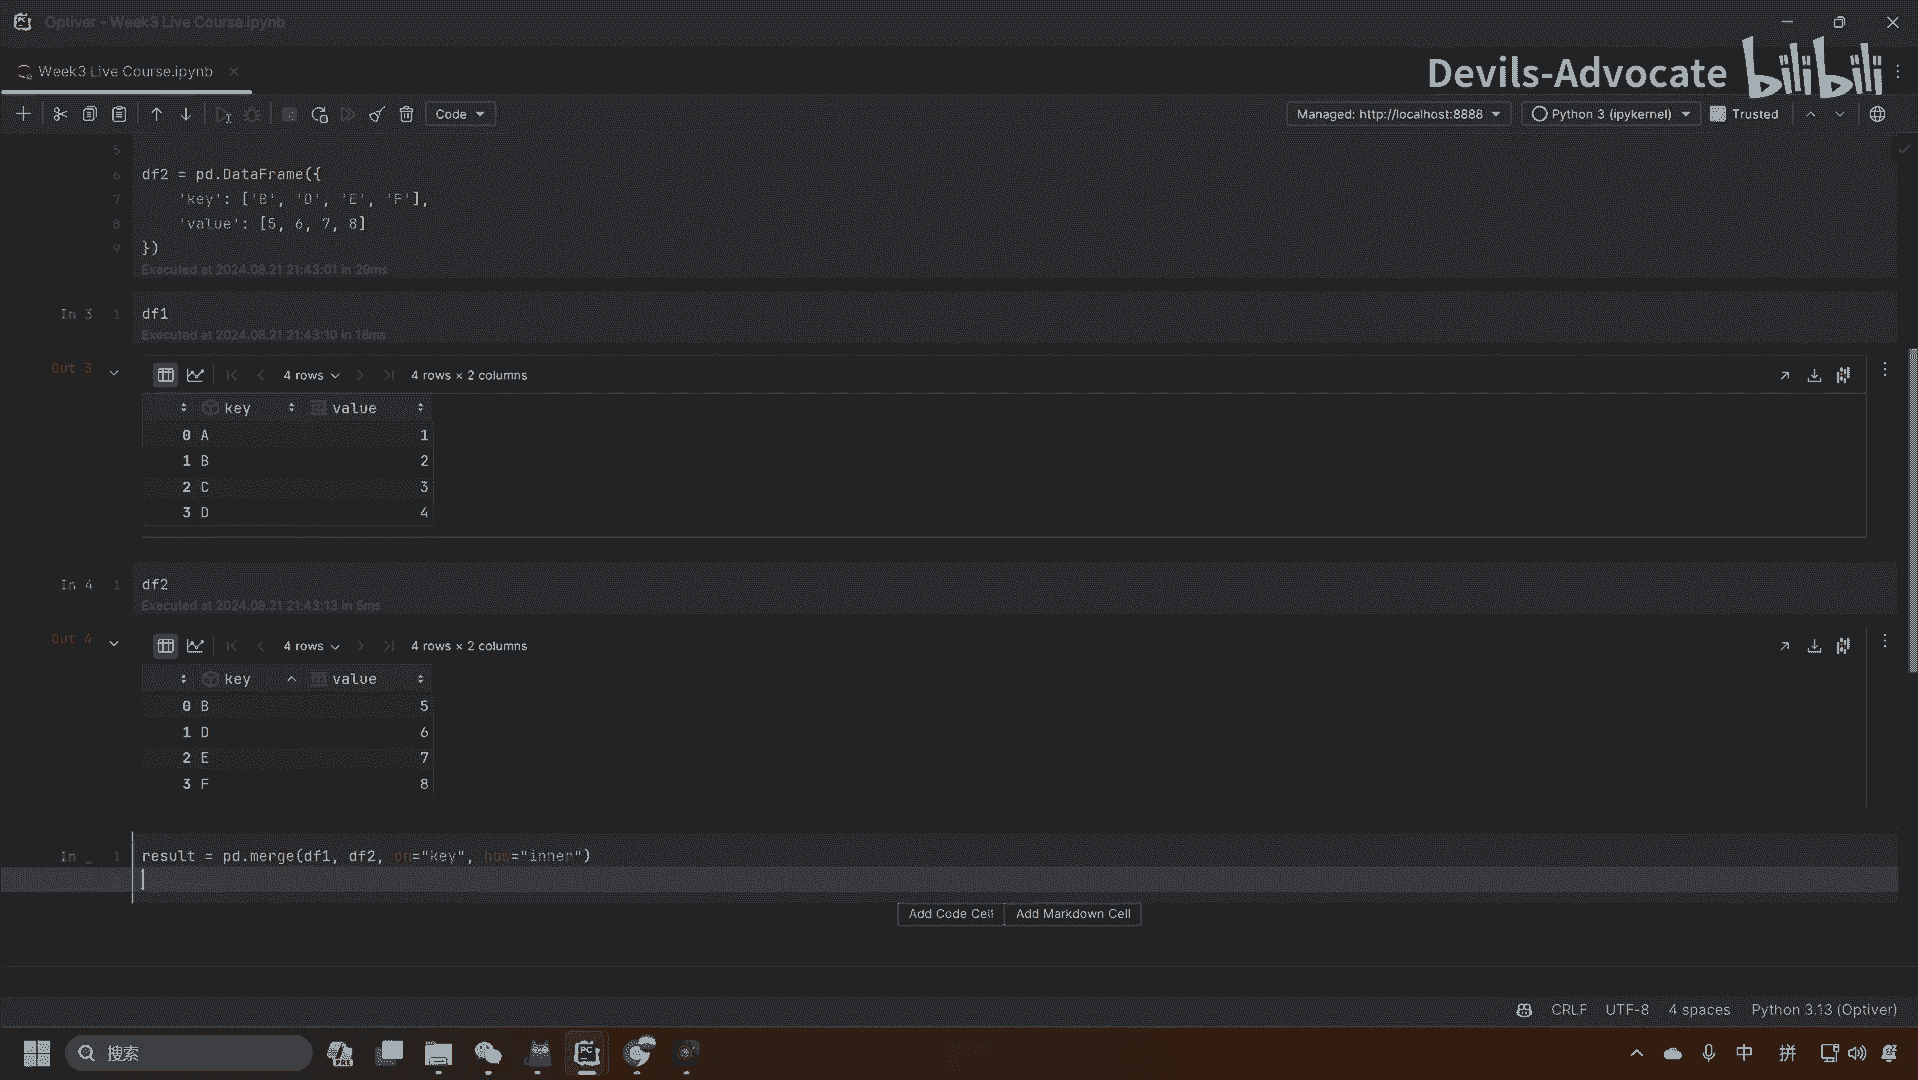 Optiver - Week3 Live Course.ipynb
Week3 Live Course.ipynb
Devils-Advocate bilibili
Code
Managed: http://localhost:8888
Python 3 (ipykernel)
Trusted
5
6 df2 = pd.DataFrame({
7 'key': ['B', 'D', 'E', 'F'],
8 'value': [5, 6, 7, 8]
9 })
Executed at 2024.08.21 21:43:01 in 29ms
In 3 1 df1
Executed at 2024.08.21 21:43:10 in 18ms
Out 3 4 rows 4 rows × 2 columns
key value
0 A 1
1 B 2
2 C 3
3 D 4
In 4 1 df2
Executed at 2024.08.21 21:43:13 in 5ms
Out 4 4 rows 4 rows × 2 columns
key value
0 B 5
1 D 6
2 E 7
3 F 8
In _ 1 result = pd.merge(df1, df2, on="key", how="inner")
Add Code Cell Add Markdown Cell
CRLF UTF-8 4 spaces Python 3.13 (Optiver)
搜索
PRE
PC
中
拼